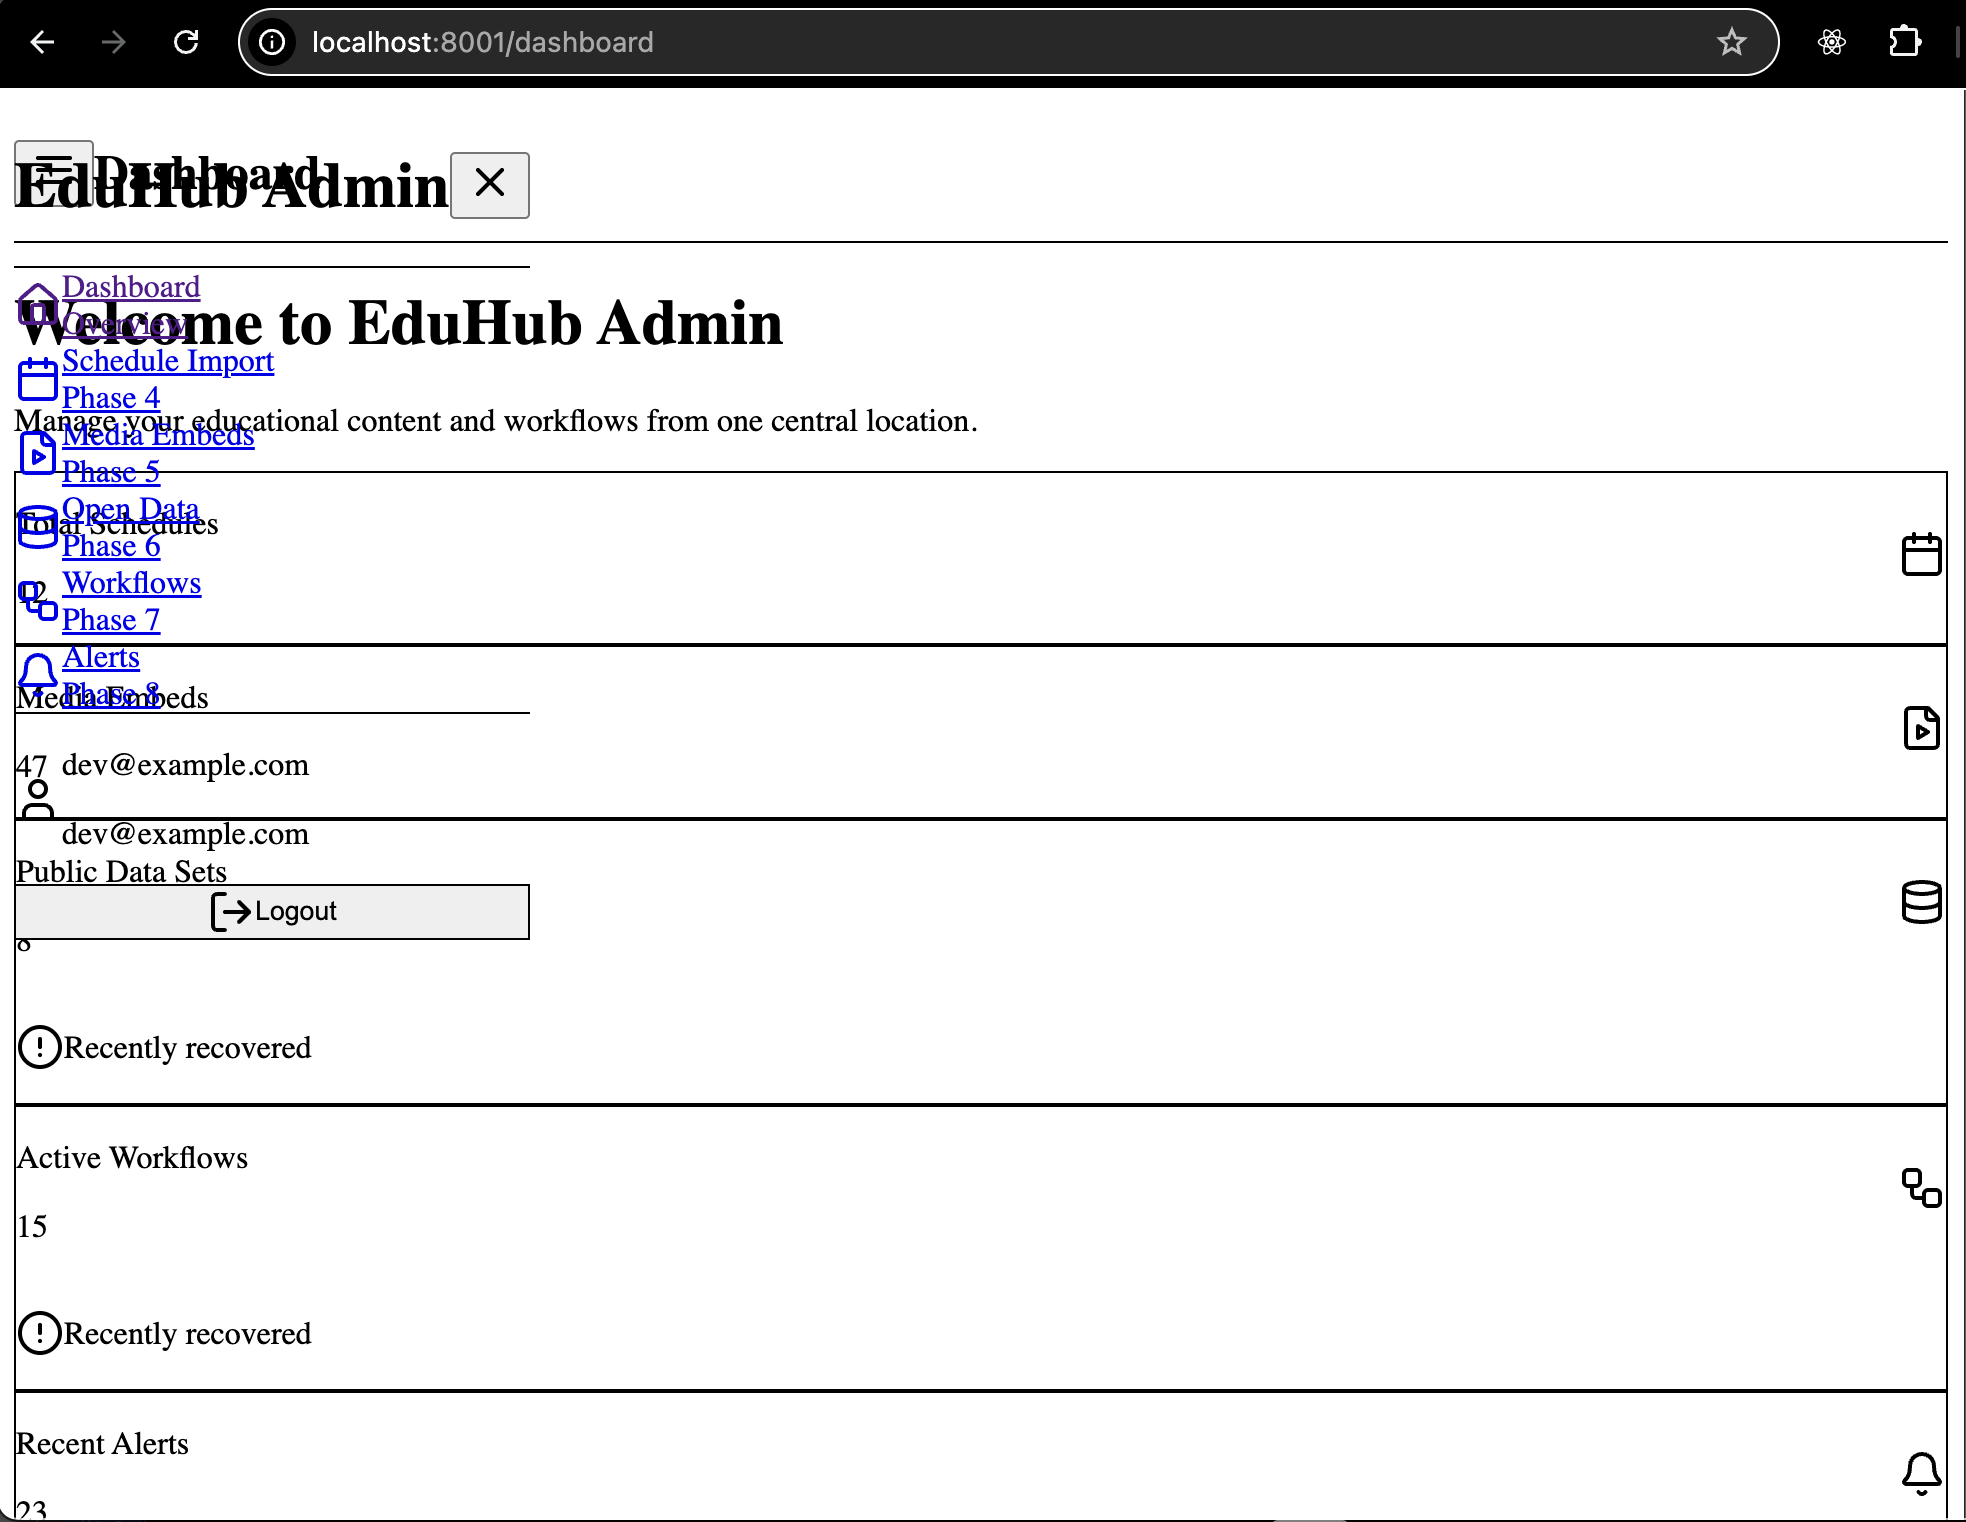 localhost:8001/dashboard
Dashboard
EduHub Admin
Dashboard
Overview
Welcome to EduHub Admin
Schedule Import
Phase 4
Manage your educational content and workflows from one central location.
Media Embeds
Phase 5
Open Data
Total Schedules
Phase 6
Workflows
12
Phase 7
Alerts
Phase 8
Media Embeds
47
dev@example.com
dev@example.com
Public Data Sets
Logout
8
Recently recovered
Active Workflows
15
Recently recovered
Recent Alerts
23